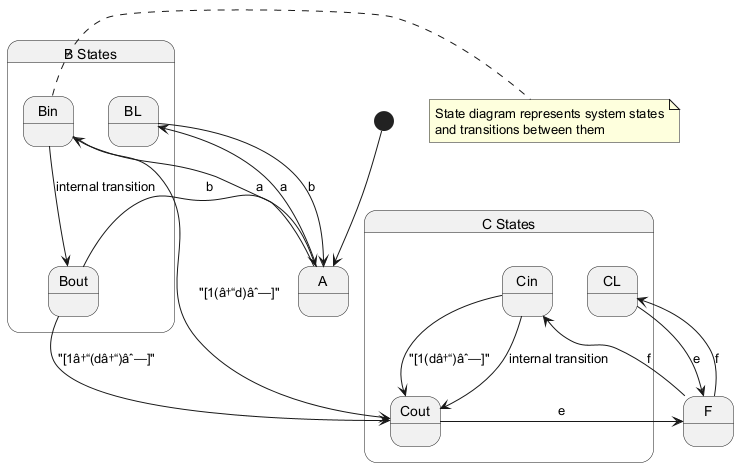 B States
Bin
BL
State diagram represents system states
and transitions between them
internal transition
b
a
a
b
C States
Bout
"[1(â†“d)âˆ—]"
A
Cin
CL
"[1â†“(dâ†“)âˆ—]"
"[1(dâ†“)âˆ—]"
internal transition
f
e
f
Cout
e
F